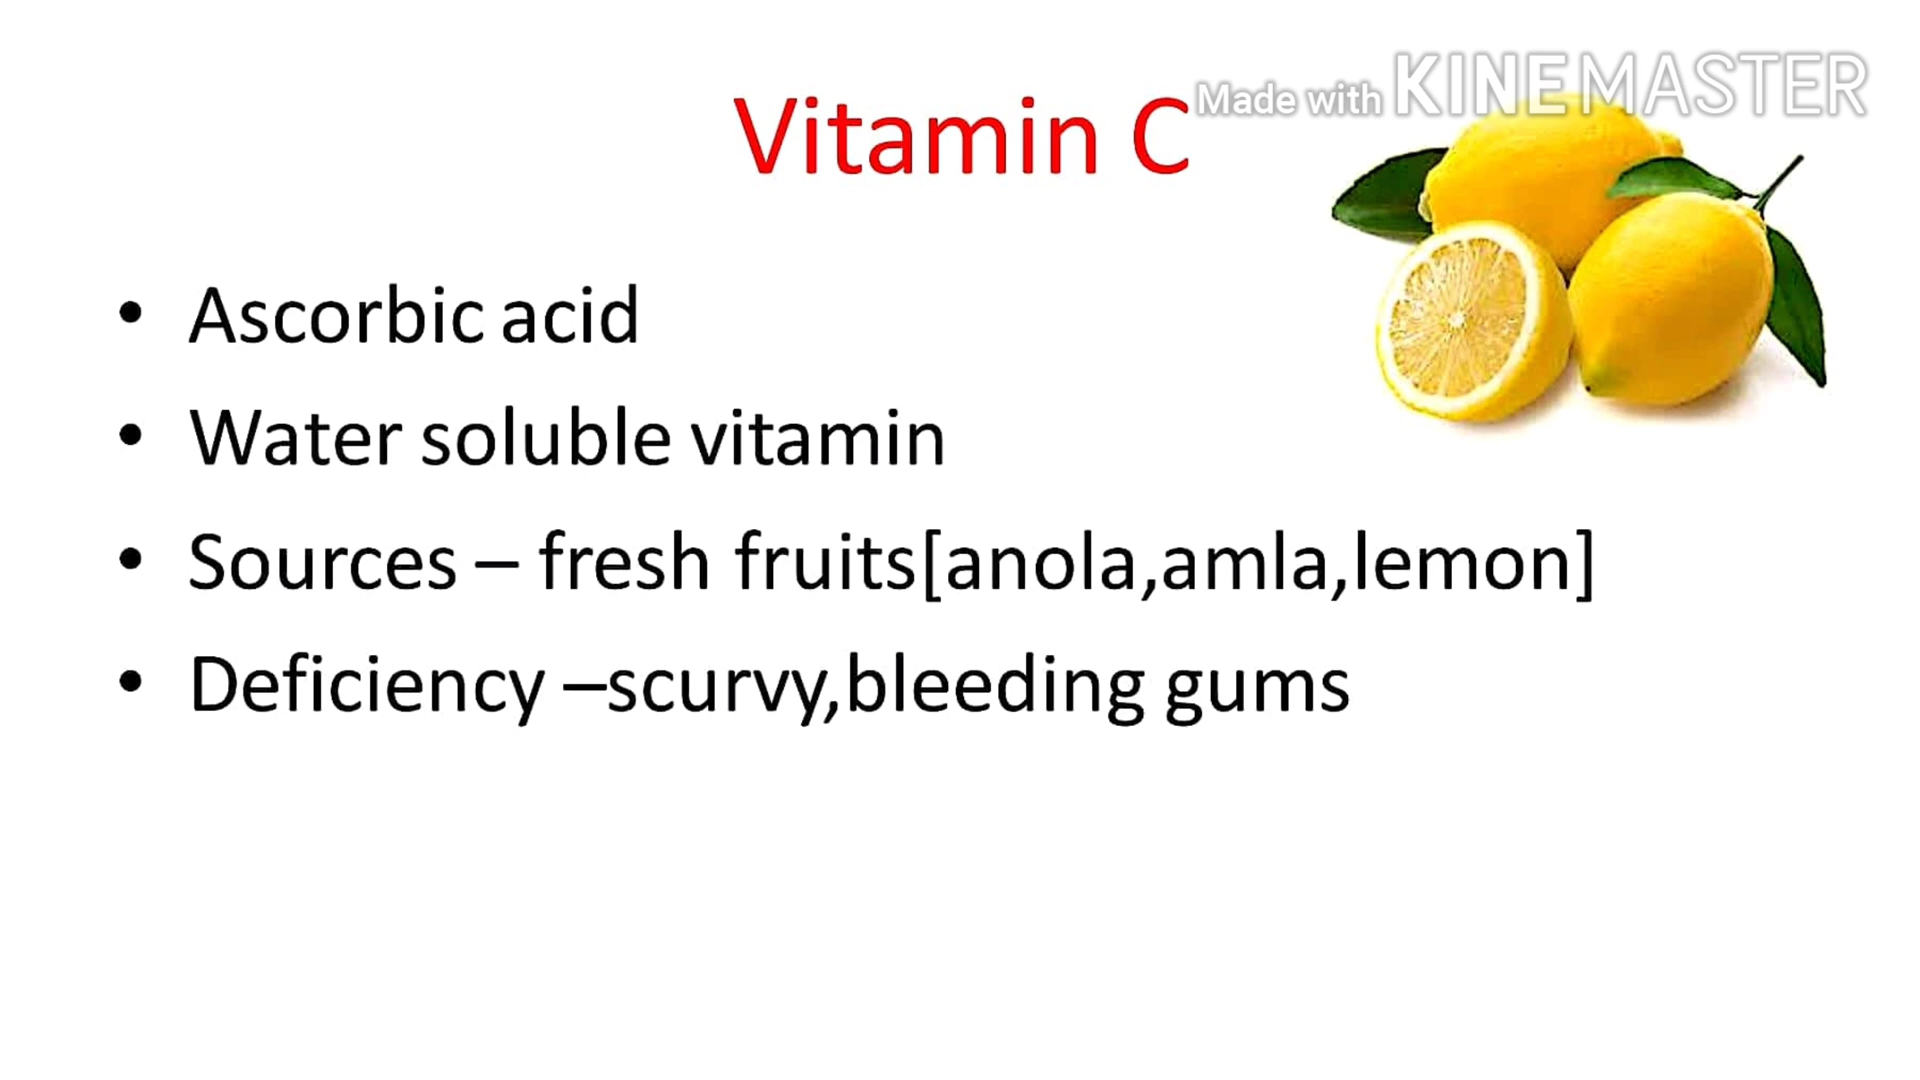 Made with KINEMASTER
Vitamin C
• Ascorbic acid
• Water soluble vitamin
• Sources – fresh fruits[anola,amla,lemon]
• Deficiency –scurvy,bleeding gums